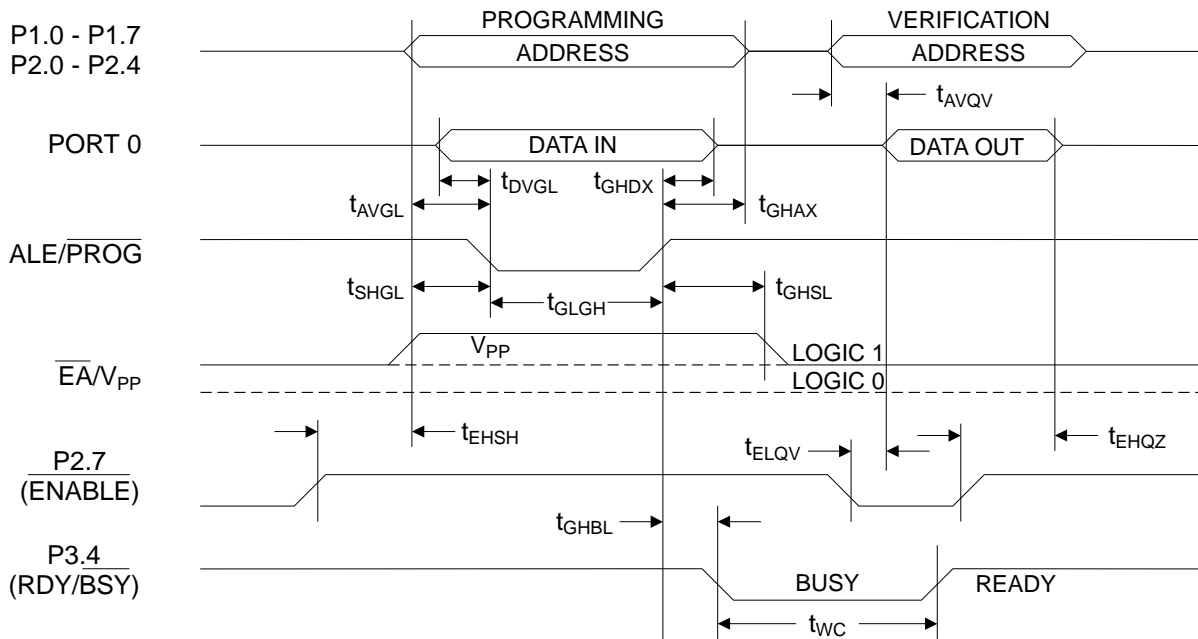 PROGRAMMING
VERIFICATION
P1.0 - P1.7
P2.0 - P2.4
ADDRESS
ADDRESS
tAVQV
PORT 0
DATA IN
DATA OUT
tDVGL
tGHDX
tAVGL
tGHAX
ALE/PROG
tSHGL
tGLGH
tGHSL
VPP
LOGIC 1
EA/VPP
LOGIC 0
tEHSH
tELQV
tEHQZ
P2.7
(ENABLE)
tGHBL
P3.4
(RDY/BSY)
BUSY
READY
tWC